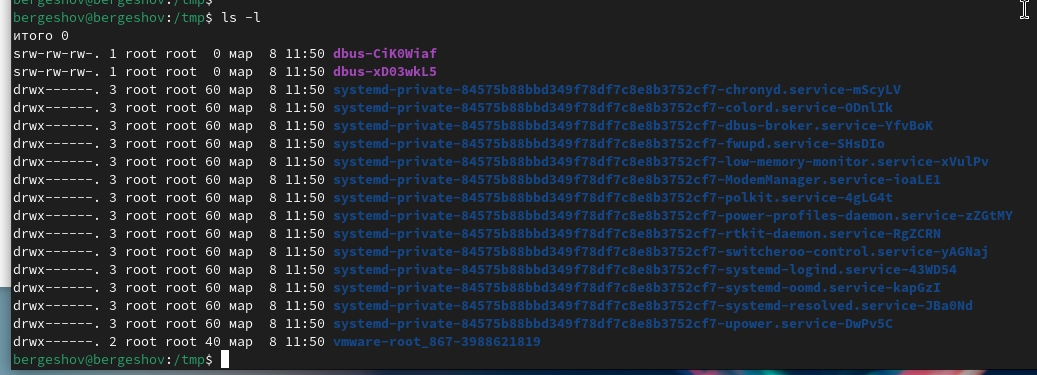 bergeshov@bergeshov:/tmp$
bergeshov@bergeshov:/tmp$ ls -l
итого 0
srw-rw-rw-. 1 root root  0 мар  8 11:50 dbus-CiK0Wiaf
srw-rw-rw-. 1 root root  0 мар  8 11:50 dbus-xD03wkL5
drwx------. 3 root root 60 мар  8 11:50 systemd-private-84575b88bbd349f78df7c8e8b3752cf7-chronyd.service-mScyLV
drwx------. 3 root root 60 мар  8 11:50 systemd-private-84575b88bbd349f78df7c8e8b3752cf7-colord.service-ODnlIk
drwx------. 3 root root 60 мар  8 11:50 systemd-private-84575b88bbd349f78df7c8e8b3752cf7-dbus-broker.service-YfvBoK
drwx------. 3 root root 60 мар  8 11:50 systemd-private-84575b88bbd349f78df7c8e8b3752cf7-fwupd.service-SHsDIo
drwx------. 3 root root 60 мар  8 11:50 systemd-private-84575b88bbd349f78df7c8e8b3752cf7-low-memory-monitor.service-xVulPv
drwx------. 3 root root 60 мар  8 11:50 systemd-private-84575b88bbd349f78df7c8e8b3752cf7-ModemManager.service-ioaLE1
drwx------. 3 root root 60 мар  8 11:50 systemd-private-84575b88bbd349f78df7c8e8b3752cf7-polkit.service-4gLG4t
drwx------. 3 root root 60 мар  8 11:50 systemd-private-84575b88bbd349f78df7c8e8b3752cf7-power-profiles-daemon.service-zZGtMY
drwx------. 3 root root 60 мар  8 11:50 systemd-private-84575b88bbd349f78df7c8e8b3752cf7-rtkit-daemon.service-RgZCRN
drwx------. 3 root root 60 мар  8 11:50 systemd-private-84575b88bbd349f78df7c8e8b3752cf7-switcheroo-control.service-yAGNaj
drwx------. 3 root root 60 мар  8 11:50 systemd-private-84575b88bbd349f78df7c8e8b3752cf7-systemd-logind.service-43WD54
drwx------. 3 root root 60 мар  8 11:50 systemd-private-84575b88bbd349f78df7c8e8b3752cf7-systemd-oomd.service-kapGzI
drwx------. 3 root root 60 мар  8 11:50 systemd-private-84575b88bbd349f78df7c8e8b3752cf7-systemd-resolved.service-JBa0Nd
drwx------. 3 root root 60 мар  8 11:50 systemd-private-84575b88bbd349f78df7c8e8b3752cf7-upower.service-DwPv5C
drwx------. 2 root root 40 мар  8 11:50 vmware-root_867-3988621819
bergeshov@bergeshov:/tmp$